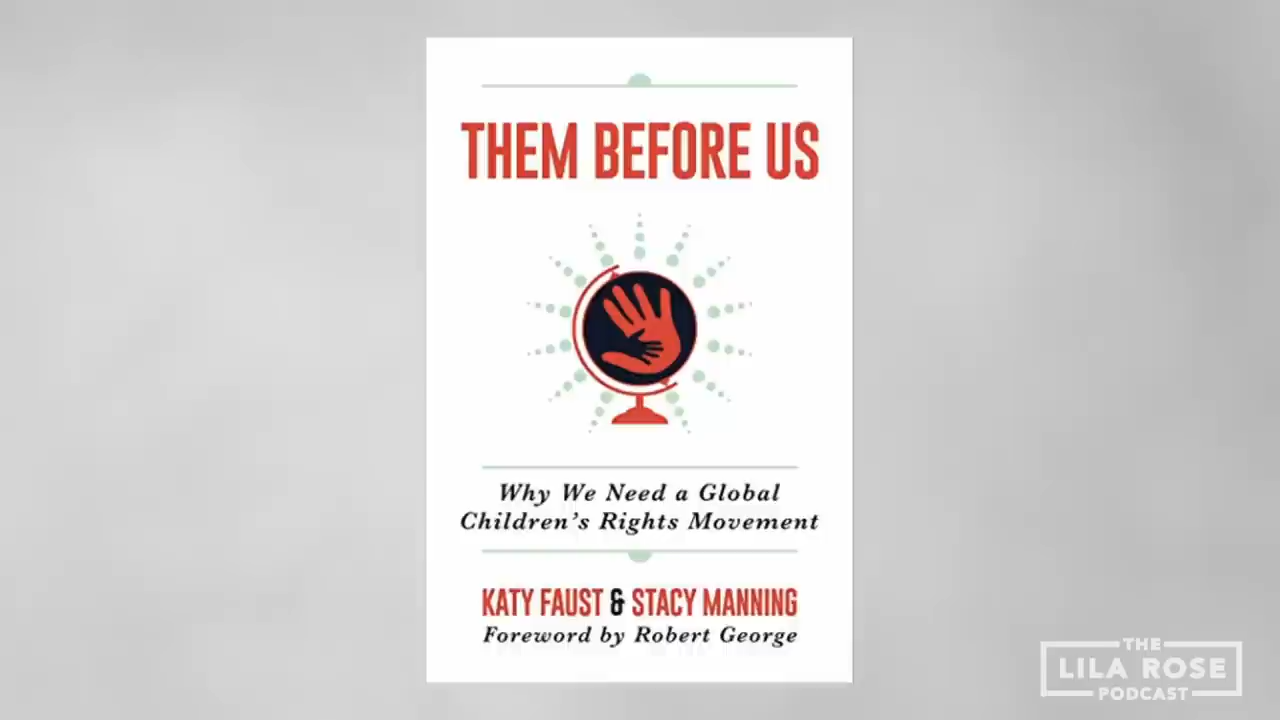 THEM BEFORE US
Why We Need a Global
Children's Rights Movement
KATY FAUST & STACY MANNING
Foreword by Robert George
THE
LILA ROSE
PODCAST